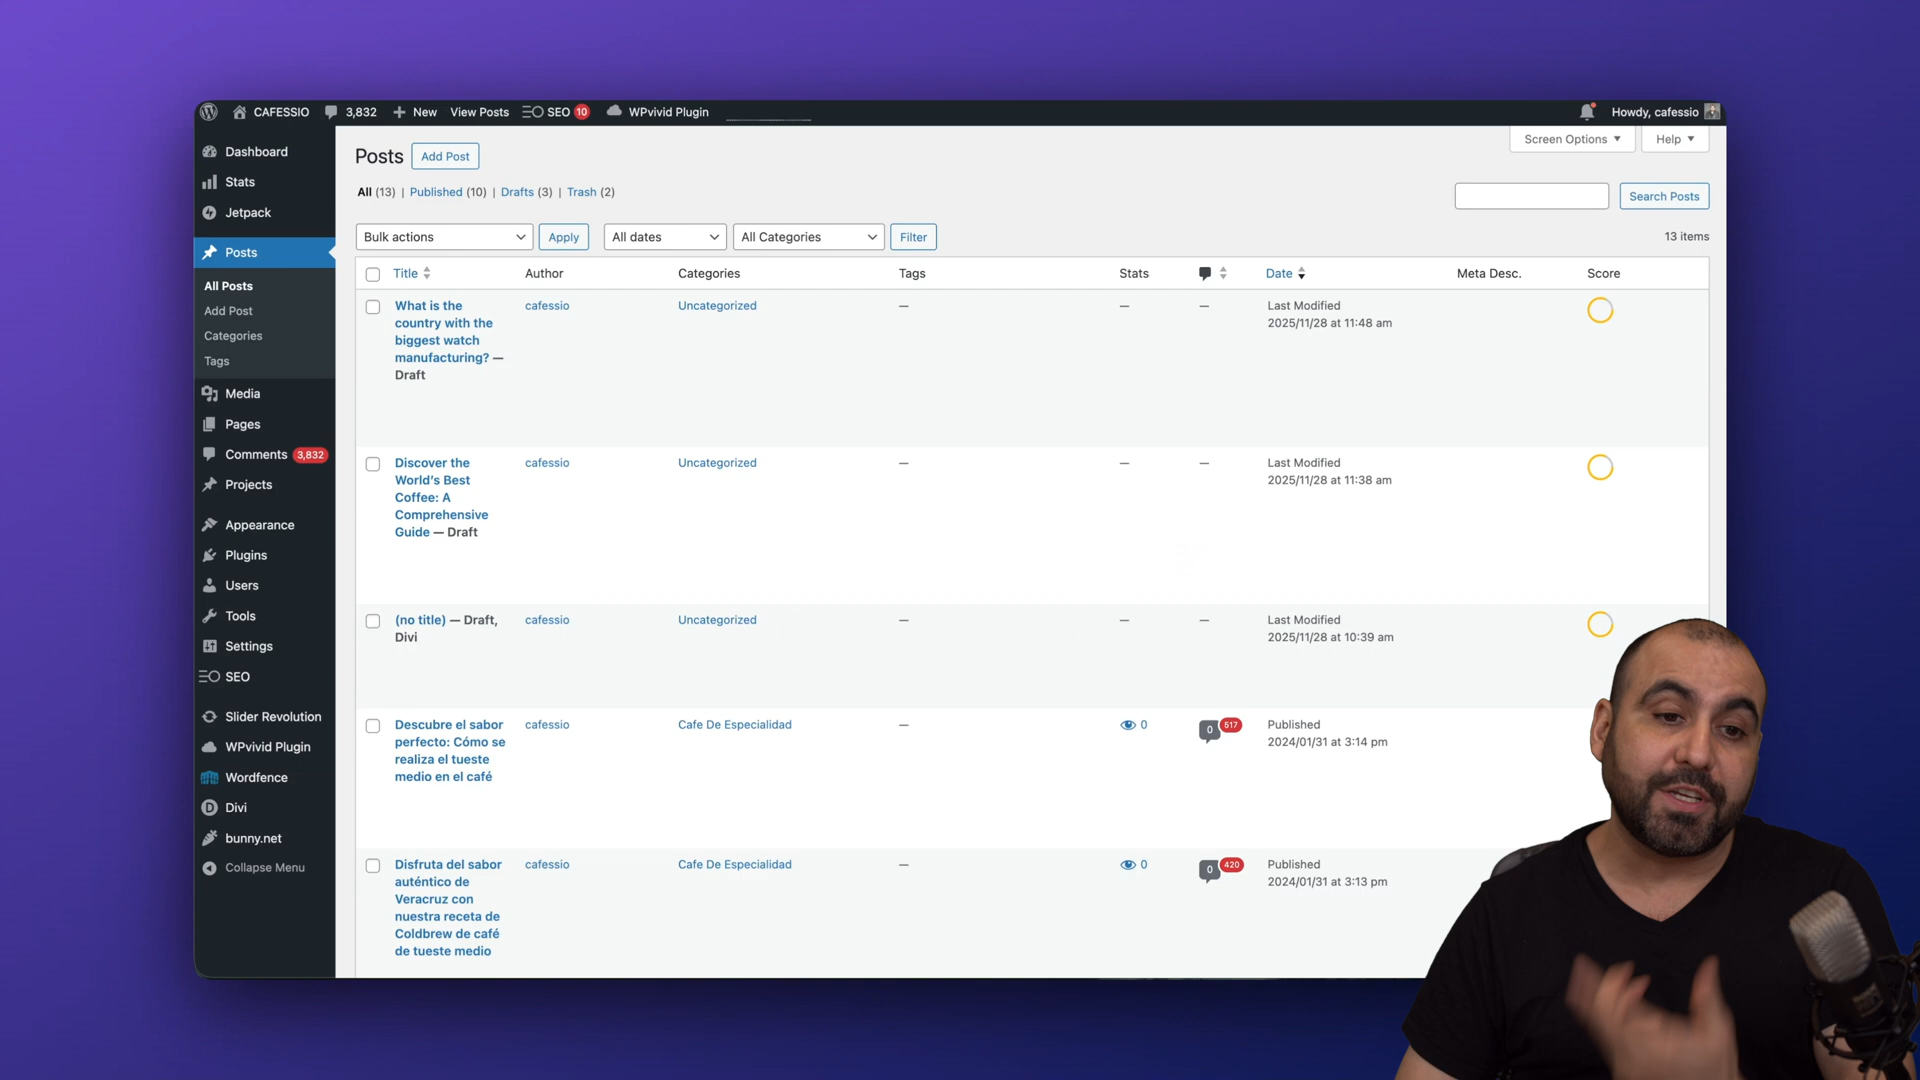 CAFESSIO 3,832 New View Posts SEO 10 WPvivid Plugin Howdy, cafessio
Dashboard
Stats
Jetpack
Posts
All Posts
Add Post
Categories
Tags
Media
Pages
Comments 3,832
Projects
Appearance
Plugins
Users
Tools
Settings
SEO
Slider Revolution
WPvivid Plugin
Wordfence
Divi
bunny.net
Collapse Menu
Screen Options Help
Posts Add Post
All (13) | Published (10) | Drafts (3) | Trash (2)
Search Posts
Bulk actions Apply All dates All Categories Filter 13 items
Title Author Categories Tags Stats Date Meta Desc. Score
What is the
country with the
biggest watch
manufacturing? —
Draft
cafessio
Uncategorized
—
—
—
Last Modified
2025/11/28 at 11:48 am
Discover the
World’s Best
Coffee: A
Comprehensive
Guide — Draft
cafessio
Uncategorized
—
—
—
Last Modified
2025/11/28 at 11:38 am
(no title) — Draft,
Divi
cafessio
Uncategorized
—
—
—
Last Modified
2025/11/28 at 10:39 am
Descubre el sabor
perfecto: Cómo se
realiza el tueste
medio en el café
cafessio
Cafe De Especialidad
—
0
0 517
Published
2024/01/31 at 3:14 pm
Disfruta del sabor
auténtico de
Veracruz con
nuestra receta de
Coldbrew de café
de tueste medio
cafessio
Cafe De Especialidad
—
0
0 420
Published
2024/01/31 at 3:13 pm